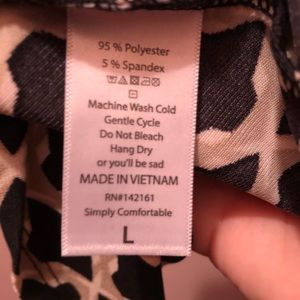 95 % Polyester
5 % Spandex
Machine Wash Cold
Gentle Cycle
Do Not Bleach
Hang Dry
or you'll be sad
MADE IN VIETNAM
RN#142161
Simply Comfortable
L